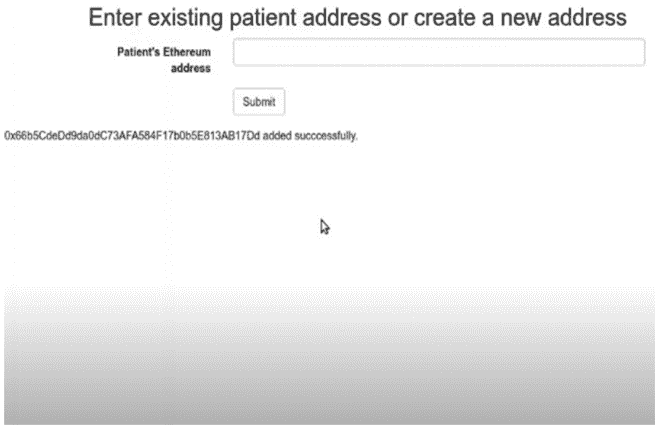 Enter existing patient address or create a new address
Patient's Ethereum
address
Submit
0x66b5CdeDd9da0dC73AFA584F17b0b5E813AB17Dd added succcessfully.